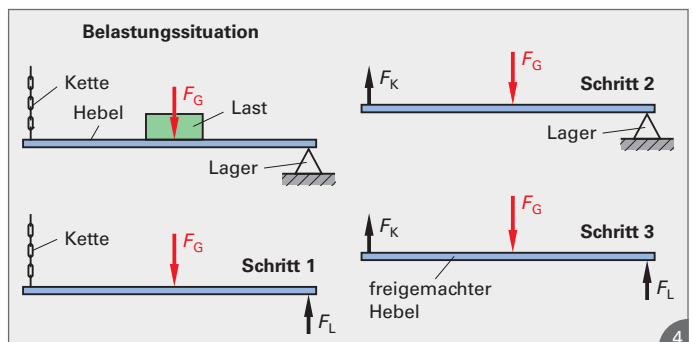 Belastungssituation
Kette
Hebel
F_G
Last
Lager
F_K
F_G
Schritt 2
Lager
Kette
F_G
Schritt 1
F_L
F_K
F_G
Schritt 3
freigemachter
Hebel
F_L
4